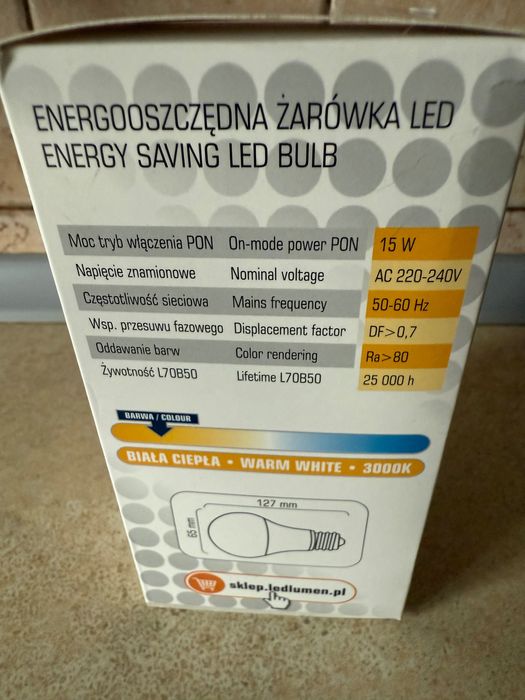 ENERGOOSZCZĘDNA ŻARÓWKA LED
ENERGY SAVING LED BULB
Moc tryb włączenia PON On-mode power PON 15 W
Napięcie znamionowe Nominal voltage AC 220-240V
Częstotliwość sieciowa Mains frequency 50-60 Hz
Wsp. przesuwu fazowego Displacement factor DF>0,7
Oddawanie barw Color rendering Ra>80
Żywotność L70B50 Lifetime L70B50 25 000 h
BARWA / COLOUR
BIAŁA CIEPŁA • WARM WHITE • 3000K
127 mm
65 mm
sklep.ledlumen.pl